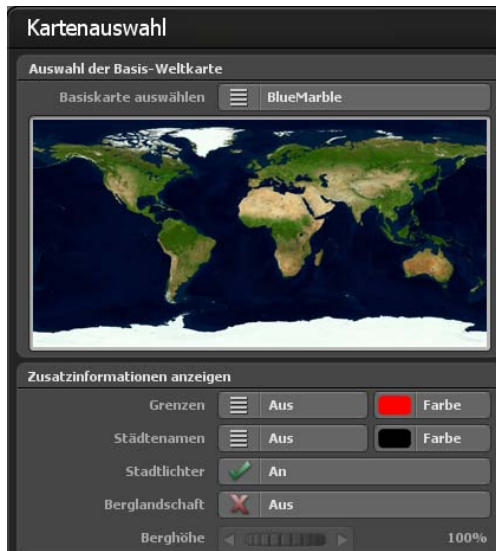 Kartenauswahl
Auswahl der Basis-Weltkarte
Basiskarte auswählen BlueMarble
Zusatzinformationen anzeigen
Grenzen Aus Farbe
Städtenamen Aus Farbe
Stadtlichter An
Berglandschaft Aus
Berghöhe 100%